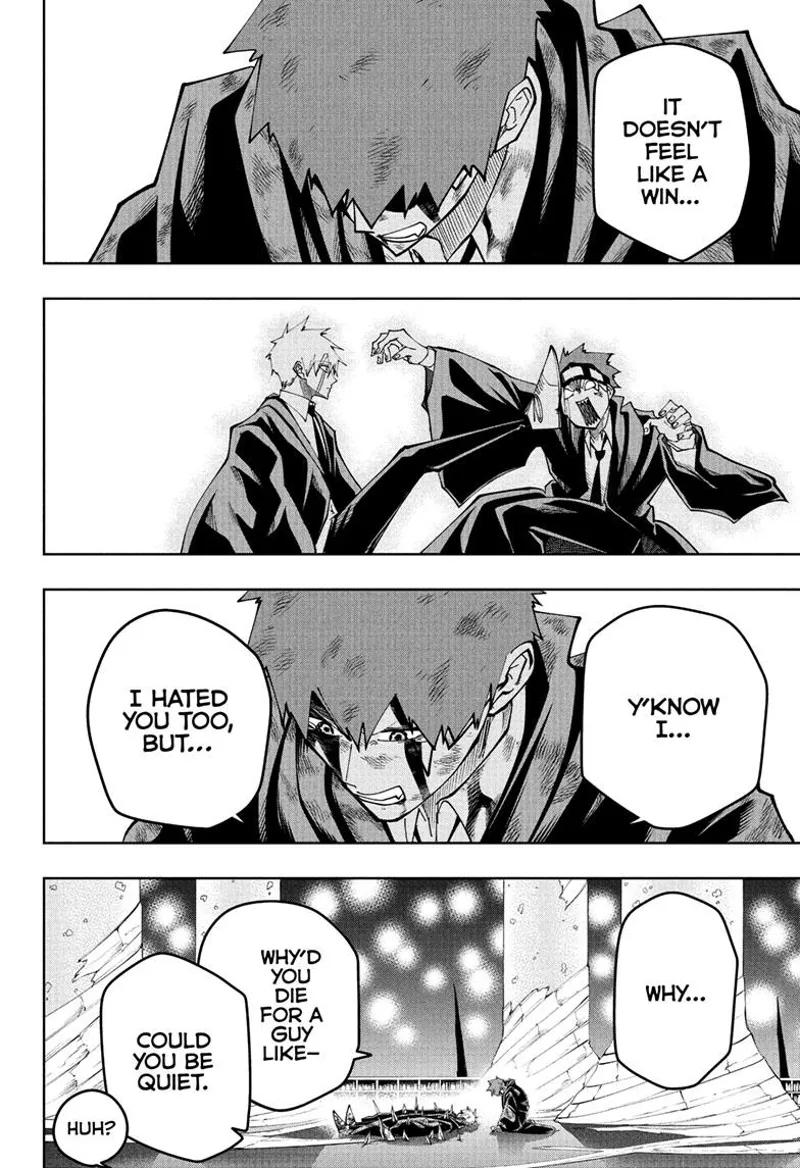 IT
DOESN'T
FEEL
LIKE A
WIN...
Y'KNOW
I...
I HATED
YOU TOO,
BUT...
WHY...
WHY'D
YOU
DIE
FOR A
GUY
LIKE–
COULD
YOU BE
QUIET.
HUH?